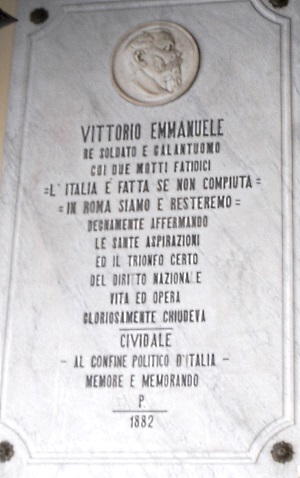 VITTORIO EMMANUELE
RE SOLDATO E GALANTUOMO
CUI DUE MOTTI FATIDICI
=L'ITALIA È FATTA SE NON COMPIUTA=
=IN ROMA SIAMO E RESTEREMO=
DEGNAMENTE AFFERMANDO
LE SANTE ASPIRAZIONI
ED IL TRIONFO CERTO
DEL DIRITTO NAZIONALE
VITA ED OPERA
GLORIOSAMENTE CHIUDEVA
CIVIDALE
- AL CONFINE POLITICO D'ITALIA -
MEMORE E MEMORANDO
P.
1882